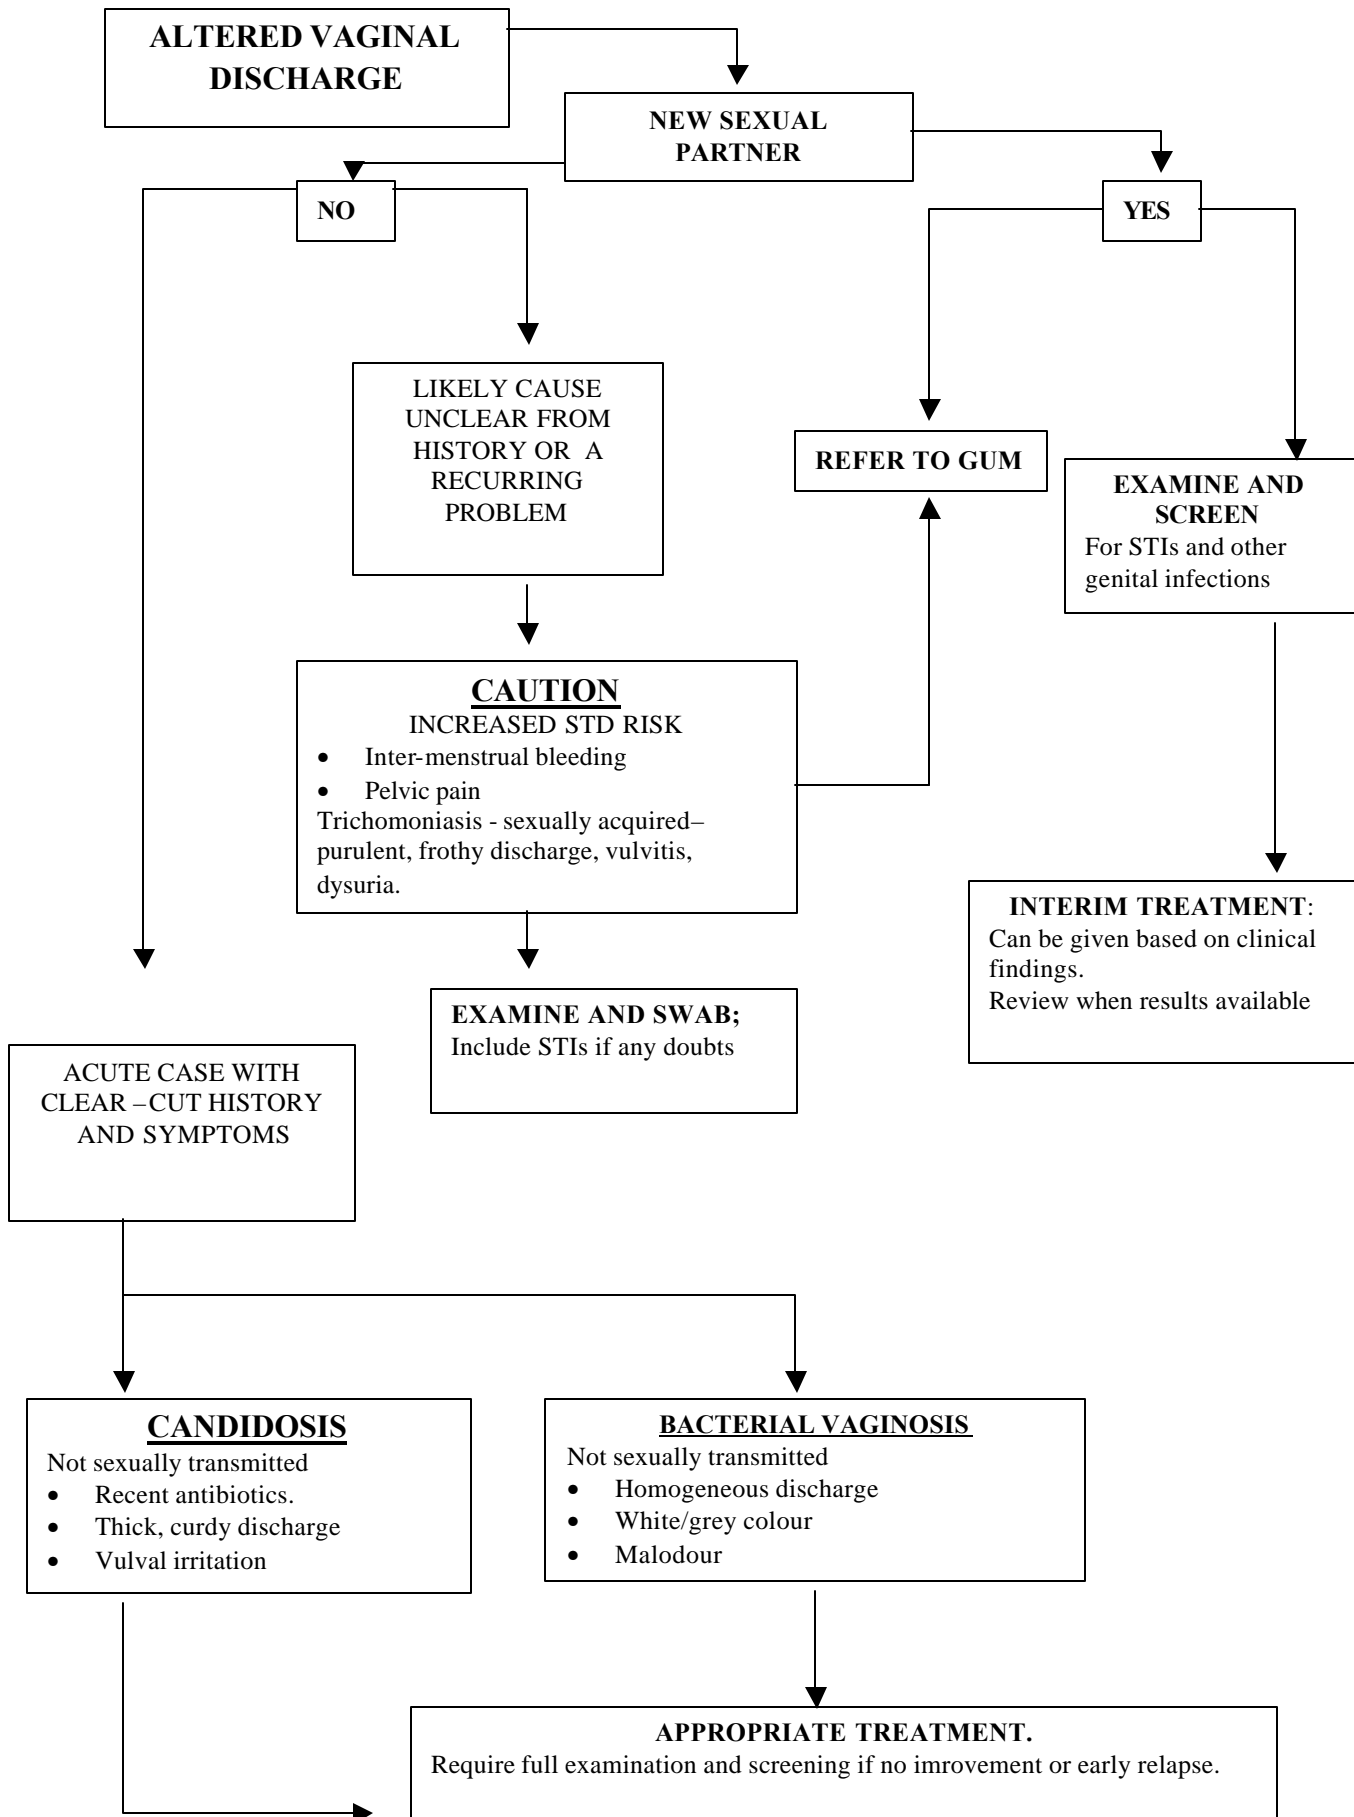 ALTERED VAGINAL
DISCHARGE
NEW SEXUAL
PARTNER
NO
YES
LIKELY CAUSE
UNCLEAR FROM
HISTORY OR A
RECURRING
PROBLEM
REFER TO GUM
EXAMINE AND
SCREEN
For STIs and other
genital infections
CAUTION
INCREASED STD RISK
• Inter-menstrual bleeding
• Pelvic pain
Trichomoniasis - sexually acquired–
purulent, frothy discharge, vulvitis,
dysuria.
INTERIM TREATMENT:
Can be given based on clinical
findings.
Review when results available
EXAMINE AND SWAB;
Include STIs if any doubts
ACUTE CASE WITH
CLEAR –CUT HISTORY
AND SYMPTOMS
CANDIDOSIS
Not sexually transmitted
• Recent antibiotics.
• Thick, curdy discharge
• Vulval irritation
BACTERIAL VAGINOSIS
Not sexually transmitted
• Homogeneous discharge
• White/grey colour
• Malodour
APPROPRIATE TREATMENT.
Require full examination and screening if no imrovement or early relapse.